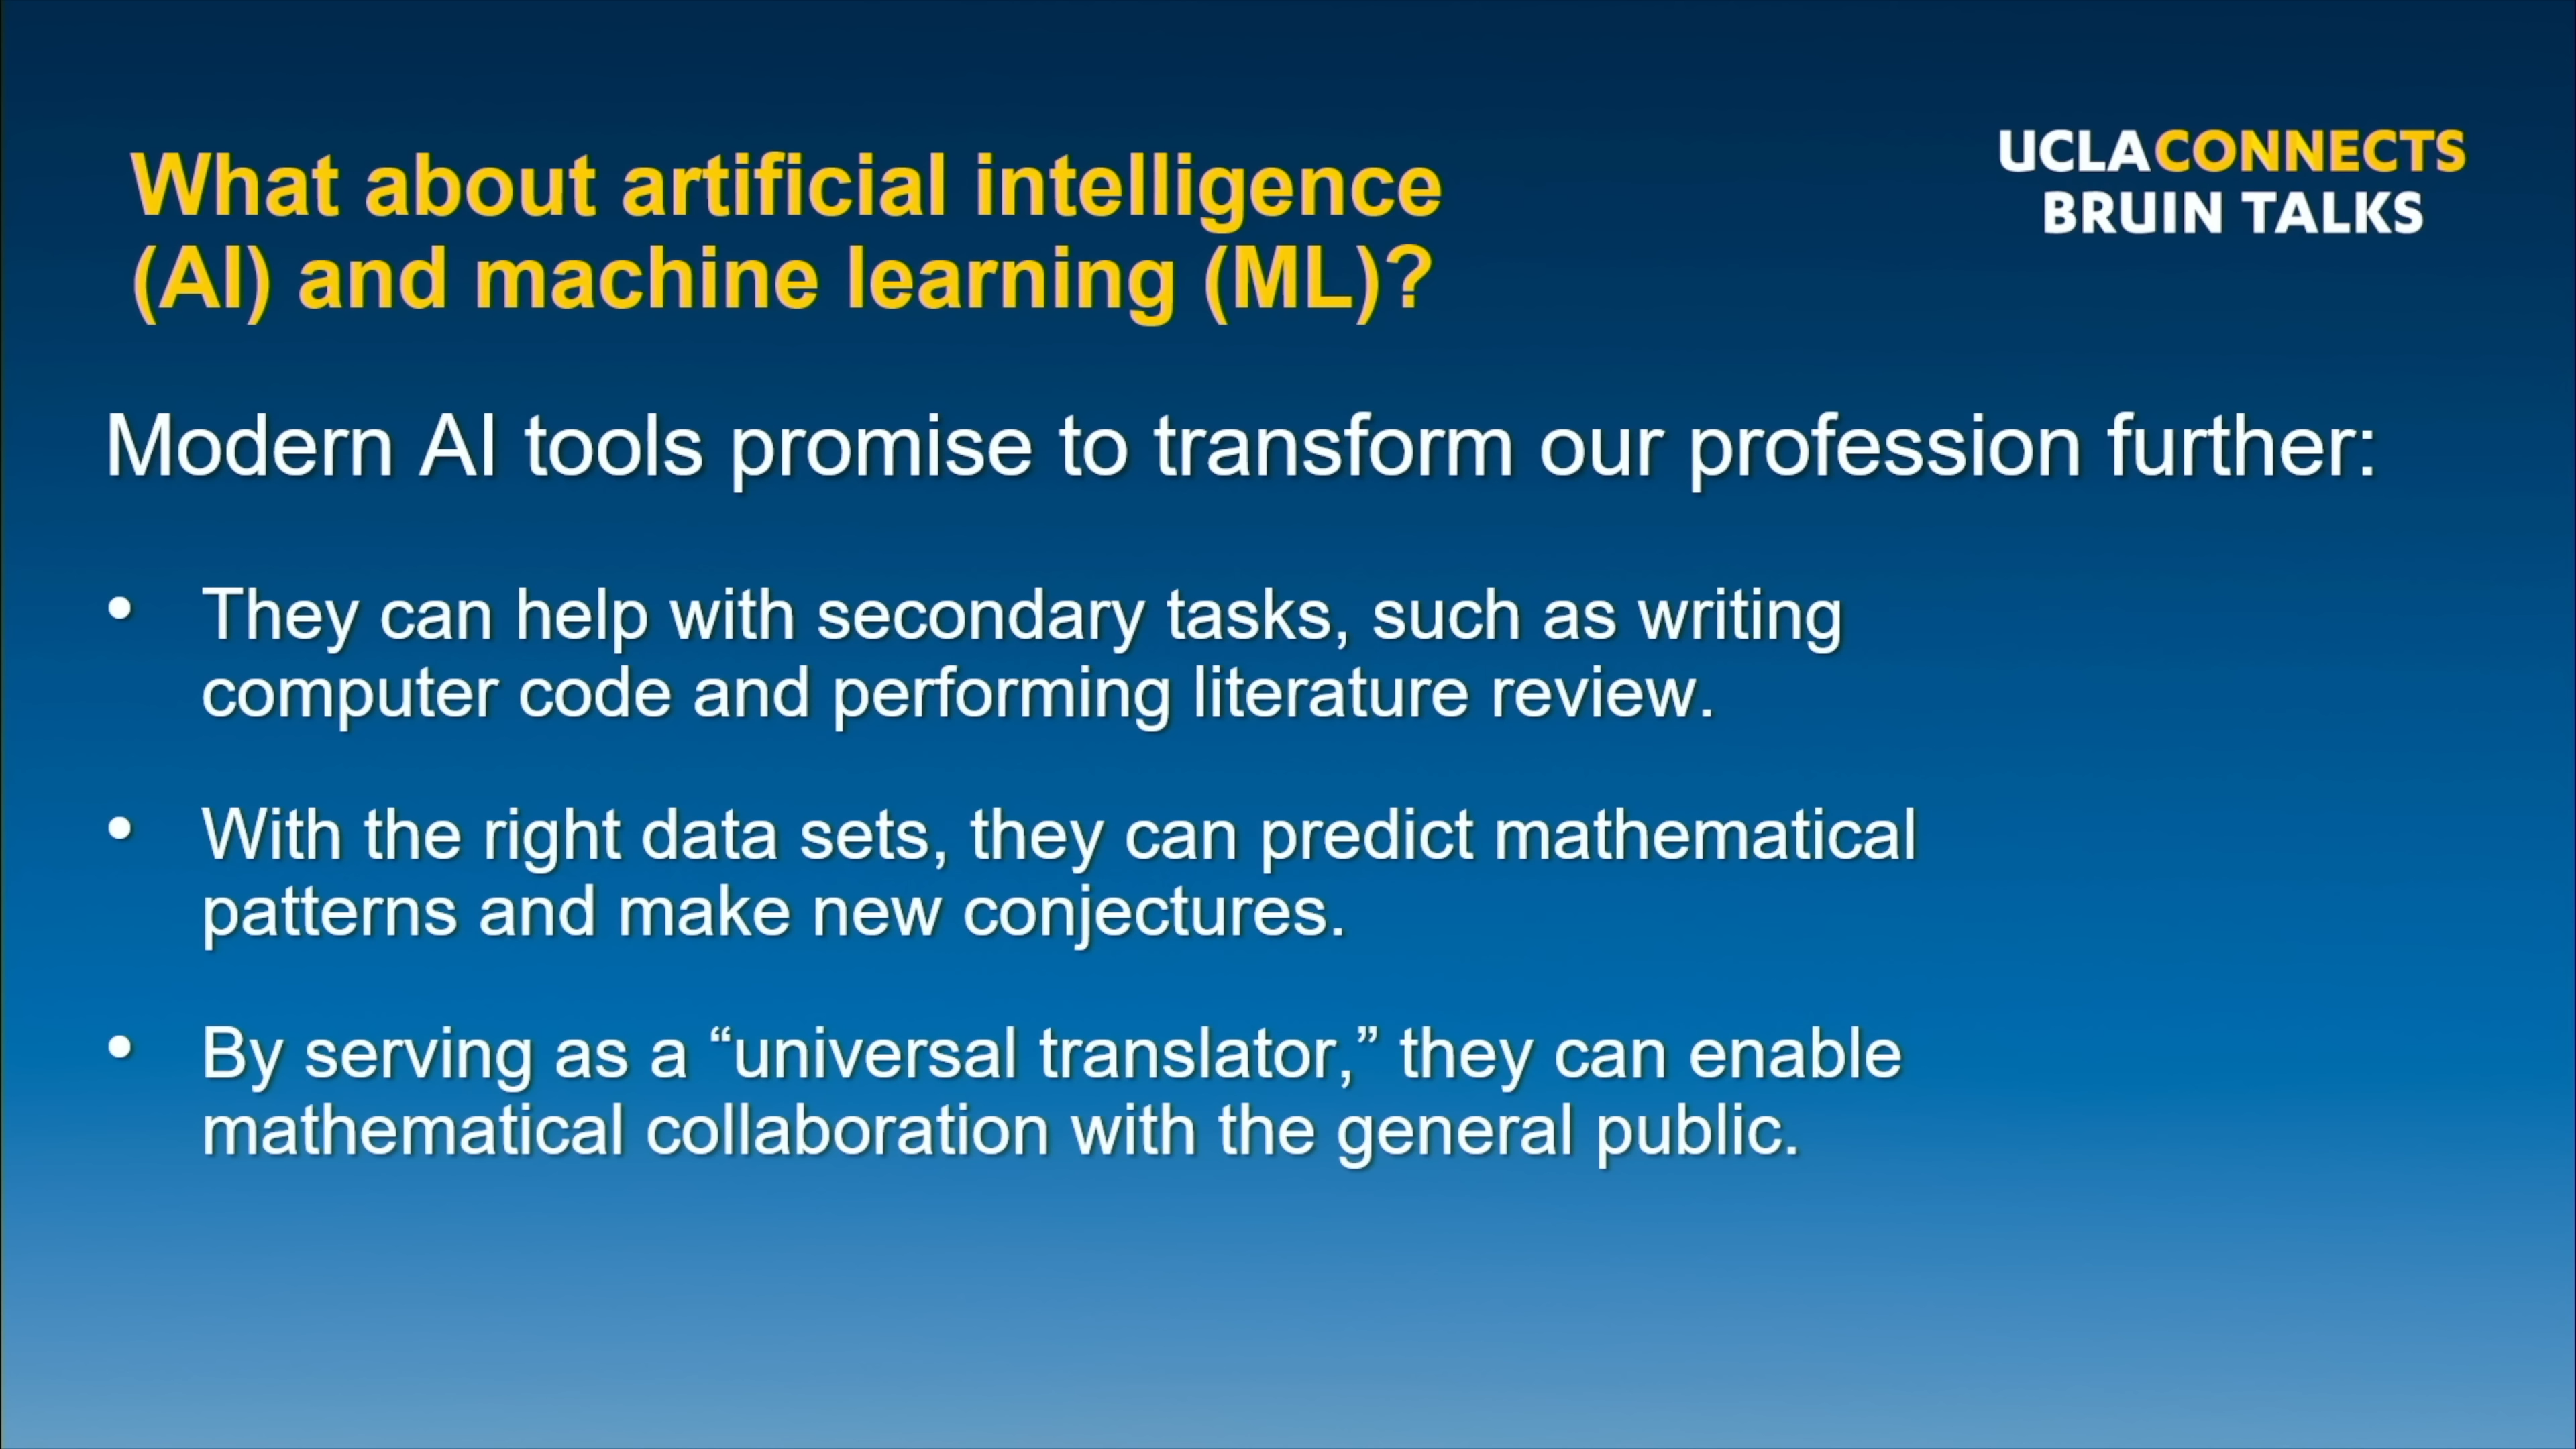 What about artificial intelligence
(AI) and machine learning (ML)?
UCLACONNECTS
BRUIN TALKS
Modern AI tools promise to transform our profession further:
• They can help with secondary tasks, such as writing
computer code and performing literature review.
• With the right data sets, they can predict mathematical
patterns and make new conjectures.
• By serving as a “universal translator,” they can enable
mathematical collaboration with the general public.